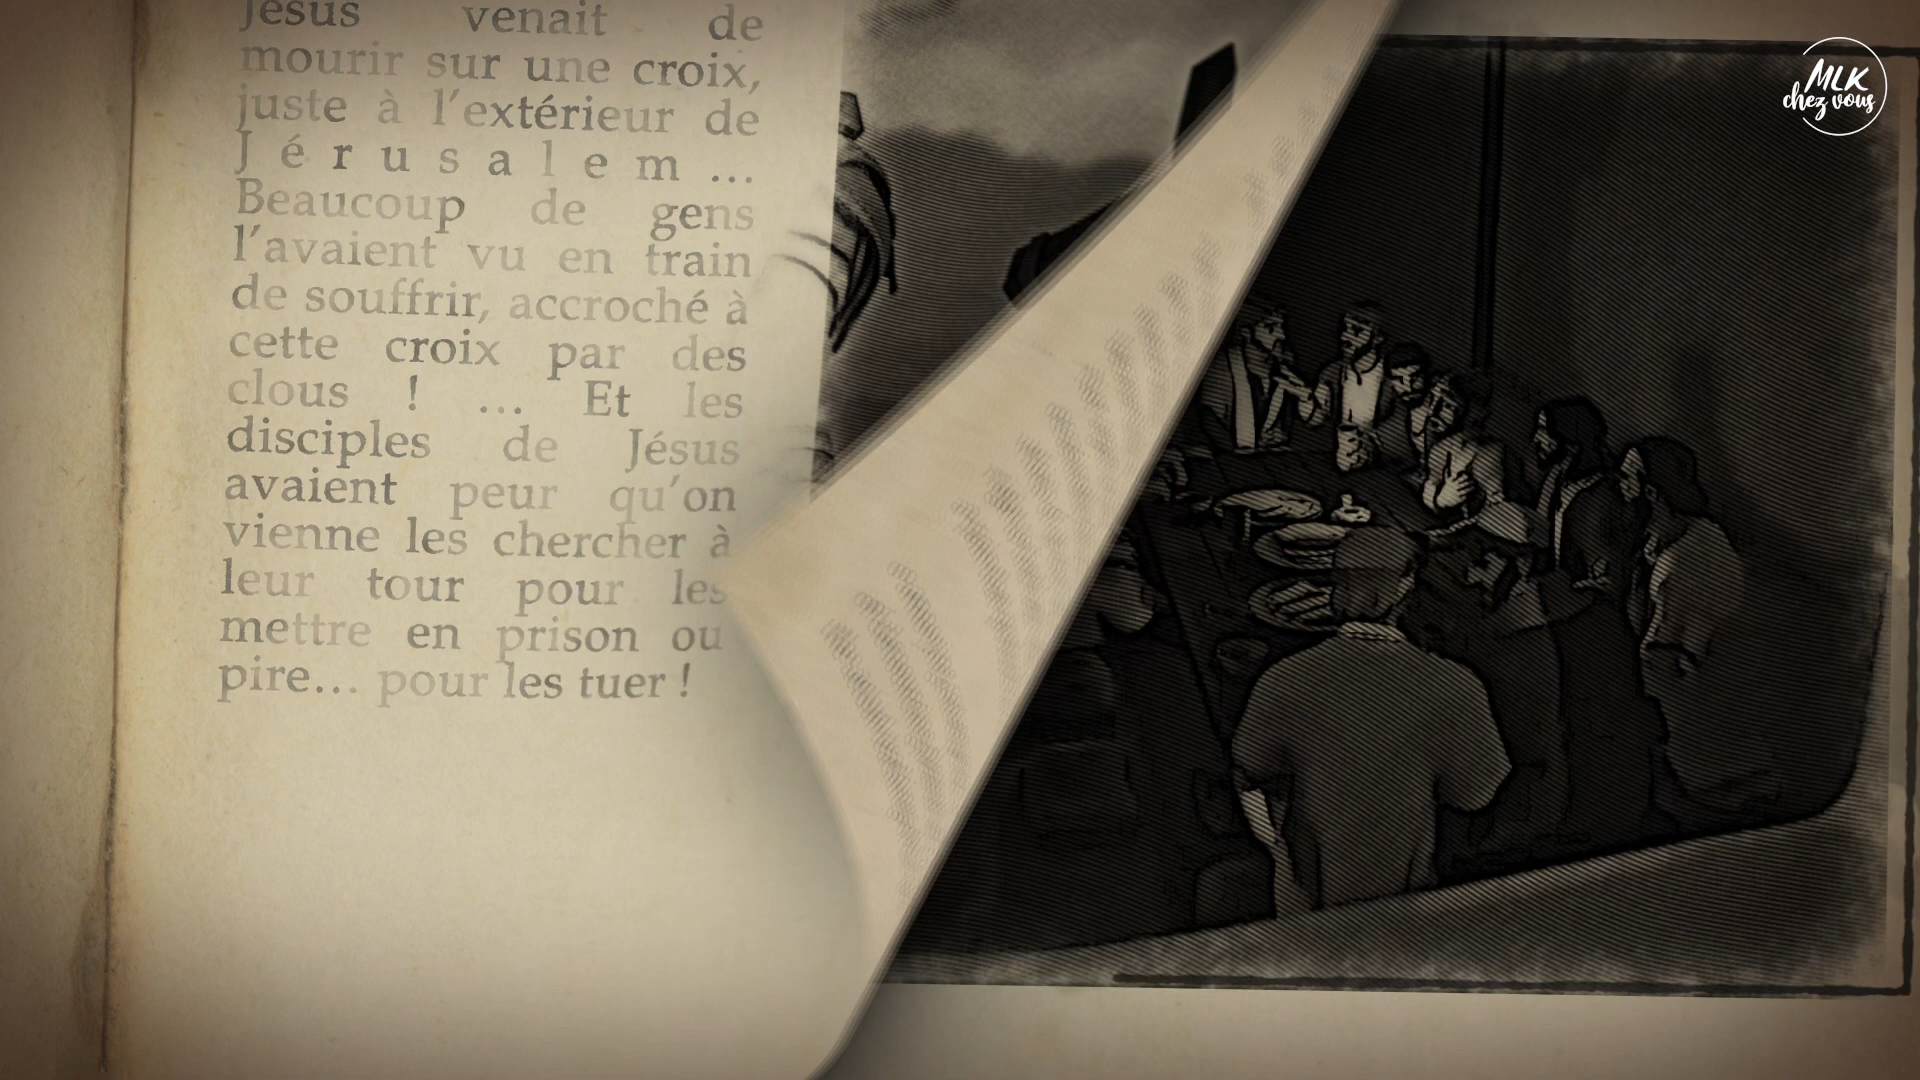 Jésus venait de
mourir sur une croix,
juste à l'extérieur de
Jérusalem...
Beaucoup de gens
l'avaient vu en train
de souffrir, accroché à
cette croix par des
clous ! ... Et les
disciples de Jésus
avaient peur qu'on
vienne les chercher à
leur tour pour les
mettre en prison ou
pire... pour les tuer !
MLK
chez vous